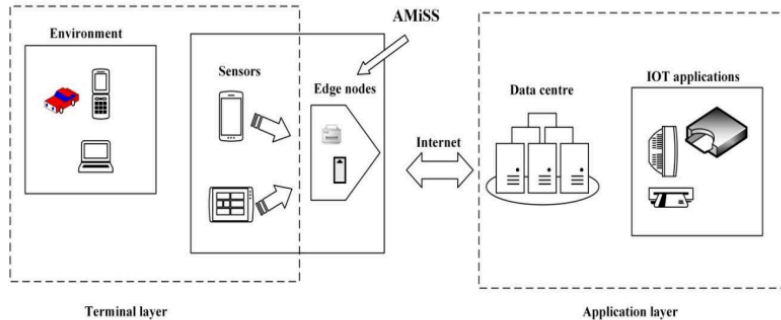 AMiSS
Environment
Sensors
Edge nodes
Internet
Data centre
IOT applications
Terminal layer
Application layer